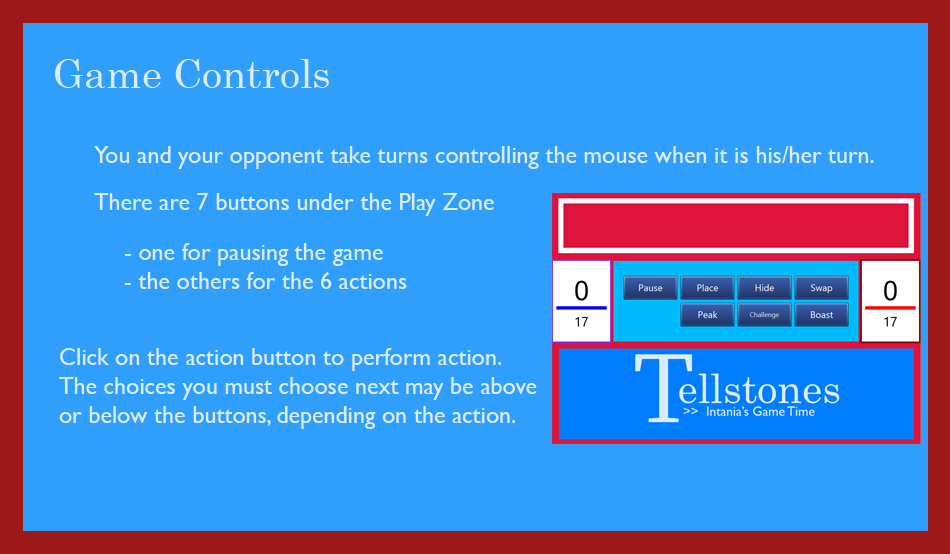 Game Controls
You and your opponent take turns controlling the mouse when it is his/her turn.
There are 7 buttons under the Play Zone
- one for pausing the game
- the others for the 6 actions
Click on the action button to perform action.
The choices you must choose next may be above
or below the buttons, depending on the action.
0
17
Pause Place Hide Swap
Peak Challenge Boast
0
17
Tellstones
>> Intania's Game Time